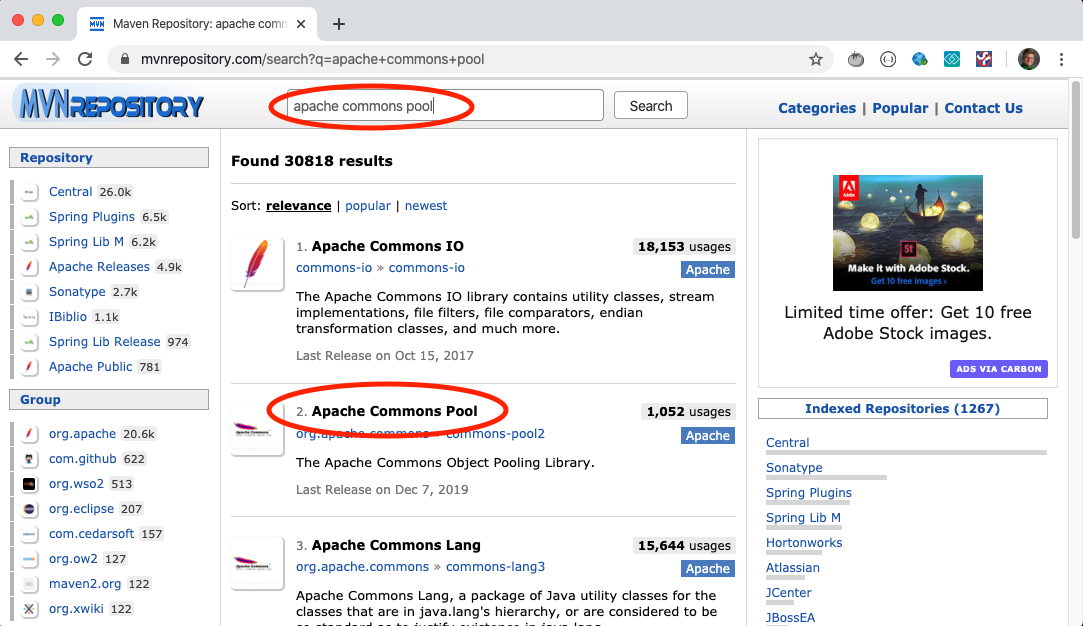 Maven Repository: apache comm
mvnrepository.com/search?q=apache+commons+pool
MVNREPOSITORY
apache commons pool
Search
Categories | Popular | Contact Us
Repository
Central 26.0k
Spring Plugins 6.5k
Spring Lib M 6.2k
Apache Releases 4.9k
Sonatype 2.7k
IBiblio 1.1k
Spring Lib Release 974
Apache Public 781
Group
org.apache 20.6k
com.github 622
org.wso2 513
org.eclipse 207
com.cedarsoft 157
org.ow2 127
maven2.org 122
org.xwiki 122
Found 30818 results
Sort: relevance | popular | newest
1. Apache Commons IO
18,153 usages
commons-io » commons-io
Apache
The Apache Commons IO library contains utility classes, stream
implementations, file filters, file comparators, endian
transformation classes, and much more.
Last Release on Oct 15, 2017
2. Apache Commons Pool
1,052 usages
org.apache.commons » commons-pool2
Apache
The Apache Commons Object Pooling Library.
Last Release on Dec 7, 2019
3. Apache Commons Lang
15,644 usages
org.apache.commons » commons-lang3
Apache
Apache Commons Lang, a package of Java utility classes for the
classes that are in java.lang's hierarchy, or are considered to be
so standard as to justify existence in java.lang.
St
Make it with Adobe Stock.
Get 10 free images ›
Limited time offer: Get 10 free
Adobe Stock images.
ADS VIA CARBON
Indexed Repositories (1267)
Central
Sonatype
Spring Plugins
Spring Lib M
Hortonworks
Atlassian
JCenter
JBossEA